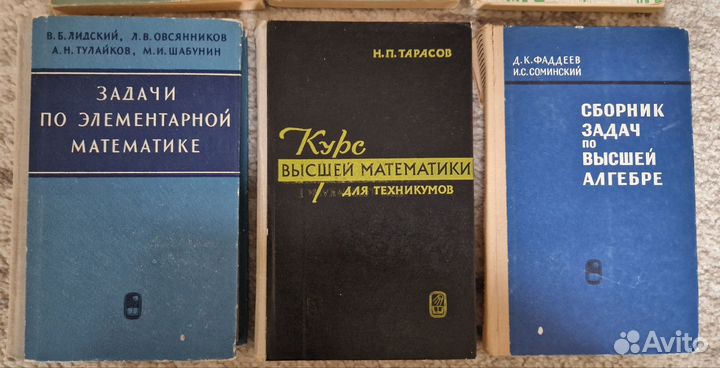 В.Б.ЛИДСКИЙ, Л.В.ОВСЯННИКОВ
А.Н.ТУЛАЙКОВ, М.И.ШАБУНИН
ЗАДАЧИ
ПО ЭЛЕМЕНТАРНОЙ
МАТЕМАТИКЕ
Н.П.ТАРАСОВ
Курс
ВЫСШЕЙ МАТЕМАТИКИ
ДЛЯ ТЕХНИКУМОВ
Д.К.ФАДДЕЕВ
И.С.СОМИНСКИЙ
СБОРНИК
ЗАДАЧ
ПО
ВЫСШЕЙ
АЛГЕБРЕ
Avito